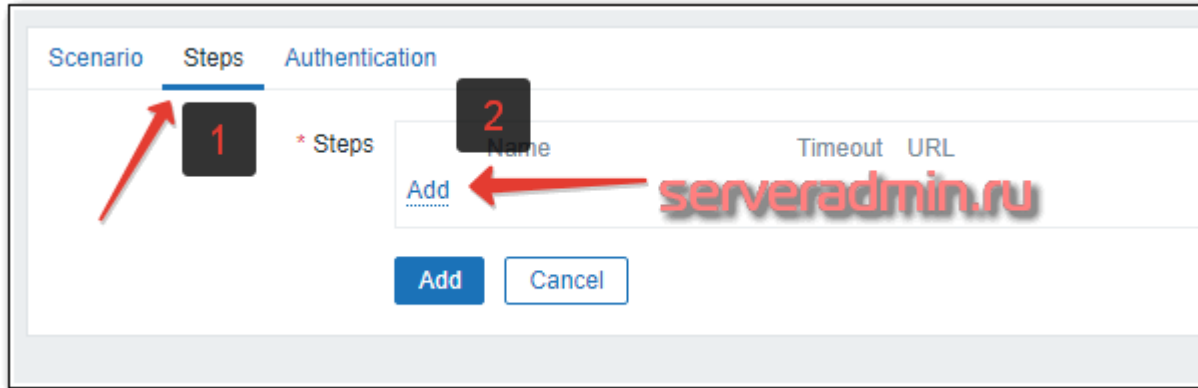 Scenario Steps Authentication
1
2
* Steps
Name Timeout URL
Add
serveradmin.ru
Add Cancel